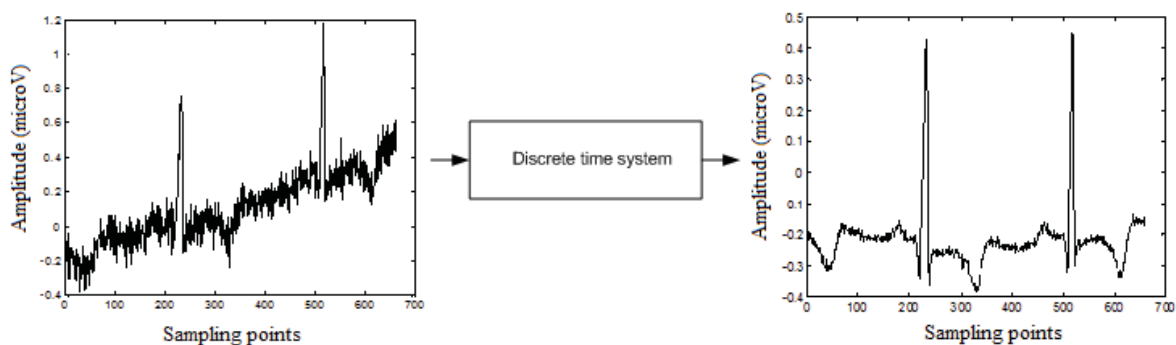 1.2
1
0.8
0.6
0.4
0.2
0
-0.2
-0.4
0 100 200 300 400 500 600 700
Amplitude (microV)
Sampling points
Discrete time system
0.5
0.4
0.3
0.2
0.1
0
-0.1
-0.2
-0.3
-0.4
0 100 200 300 400 500 600 700
Amplitude (microV)
Sampling points